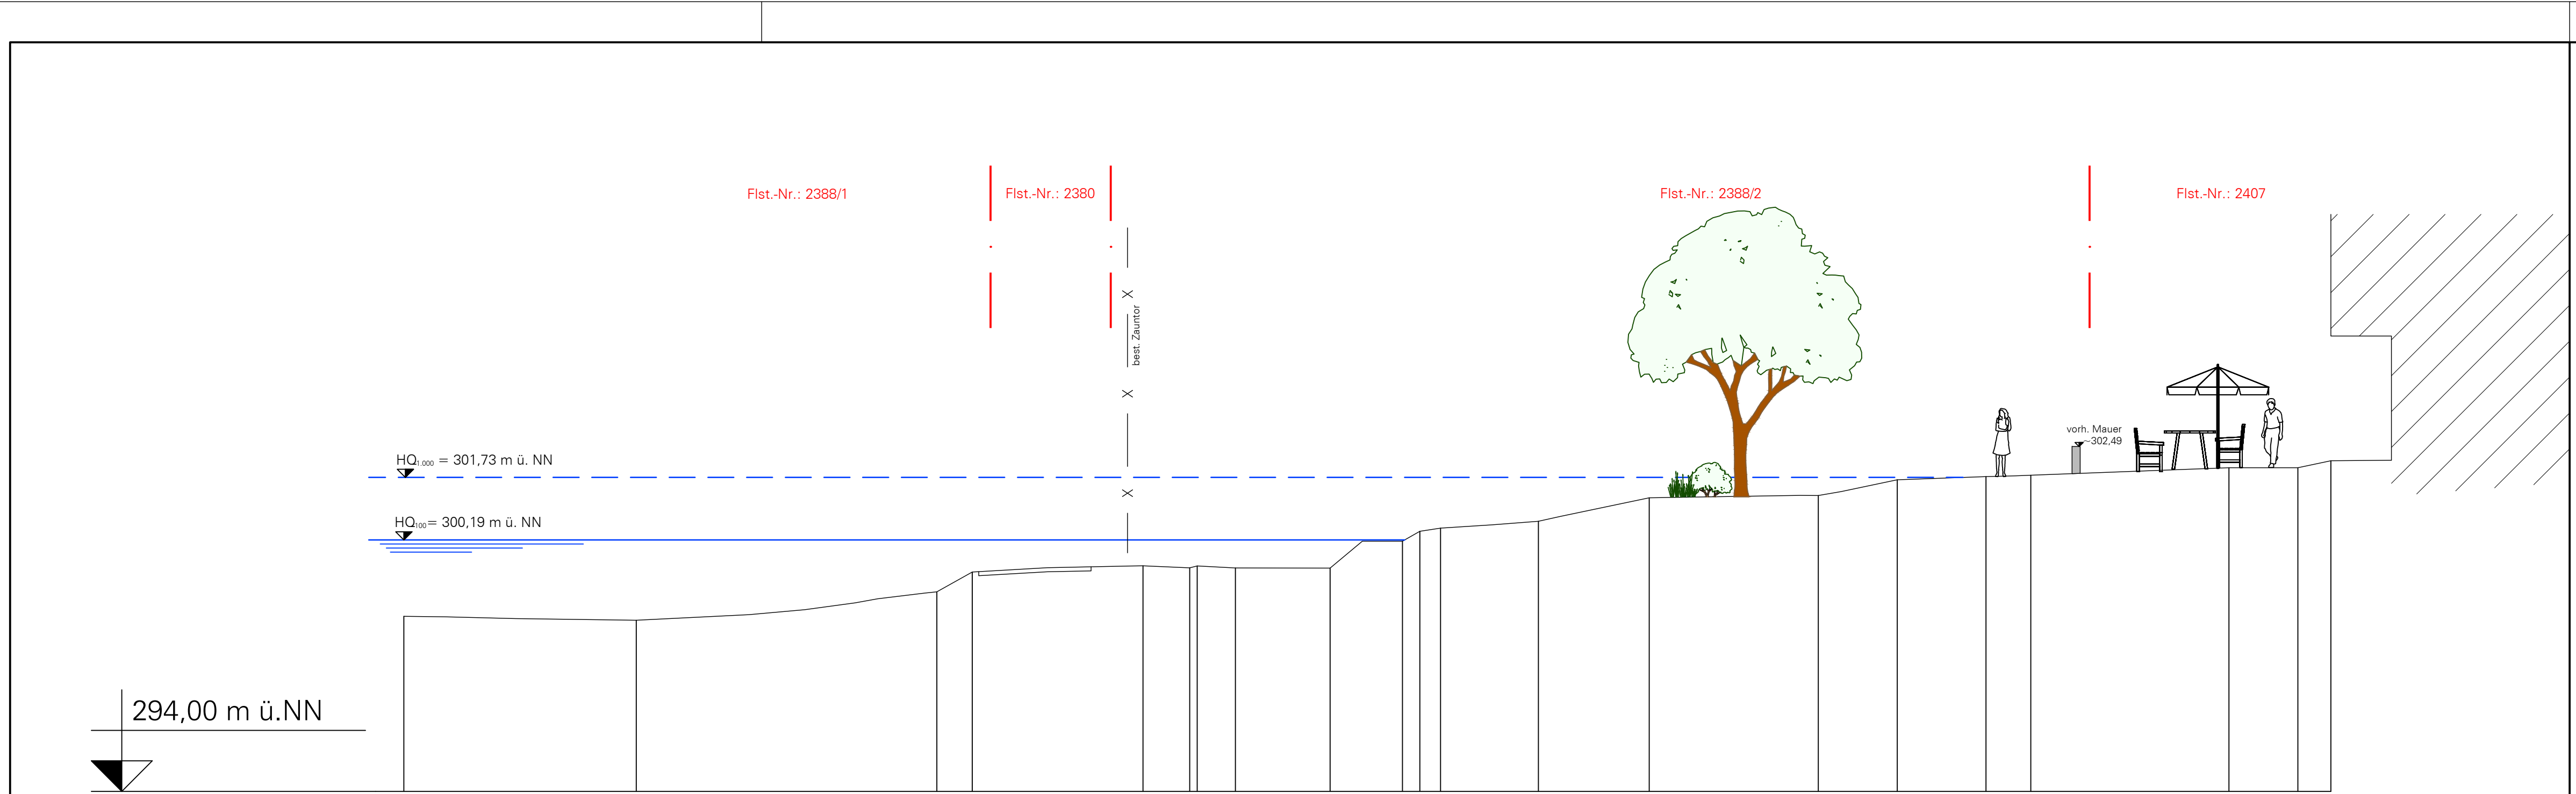 Flst.-Nr.: 2388/1
Flst.-Nr.: 2380
Flst.-Nr.: 2388/2
Flst.-Nr.: 2407
best. Zauntor
vorh. Mauer
~302,49
HQ1.000 = 301,73 m ü. NN
HQ100 = 300,19 m ü. NN
294,00 m ü.NN